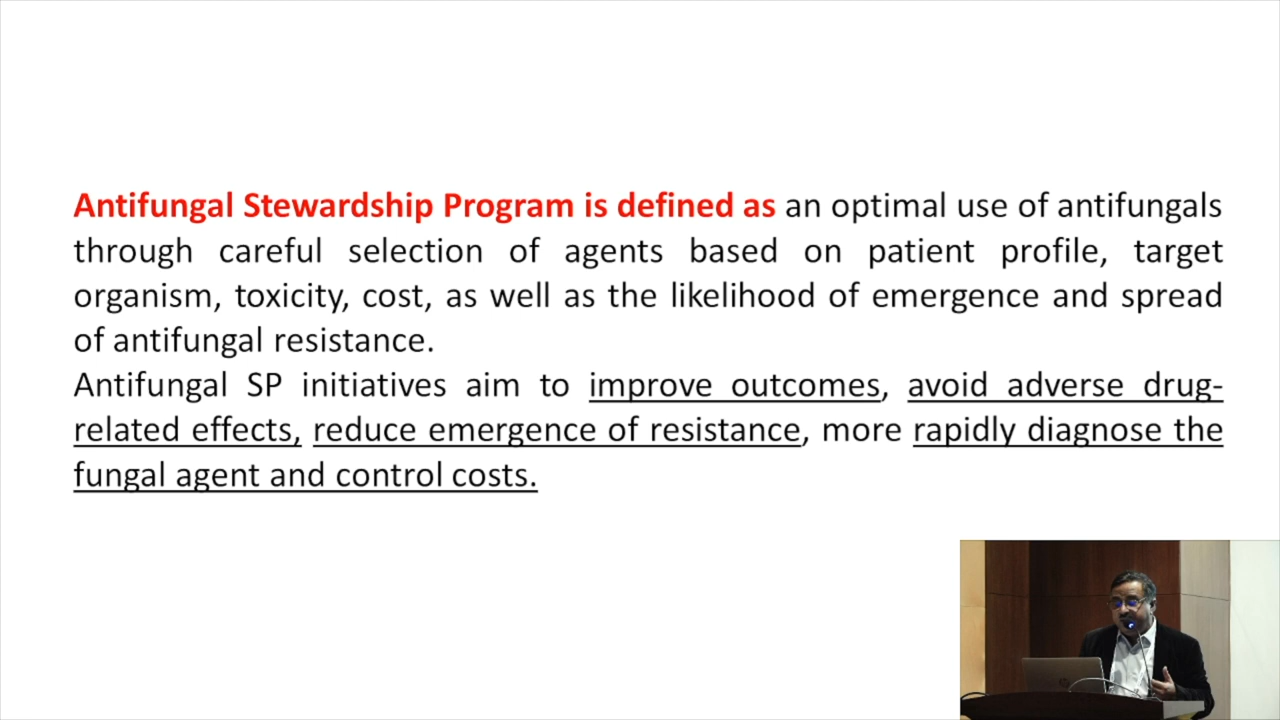 Antifungal Stewardship Program is defined as an optimal use of antifungals
through careful selection of agents based on patient profile, target
organism, toxicity, cost, as well as the likelihood of emergence and spread
of antifungal resistance.
Antifungal SP initiatives aim to improve outcomes, avoid adverse drug-
related effects, reduce emergence of resistance, more rapidly diagnose the
fungal agent and control costs.